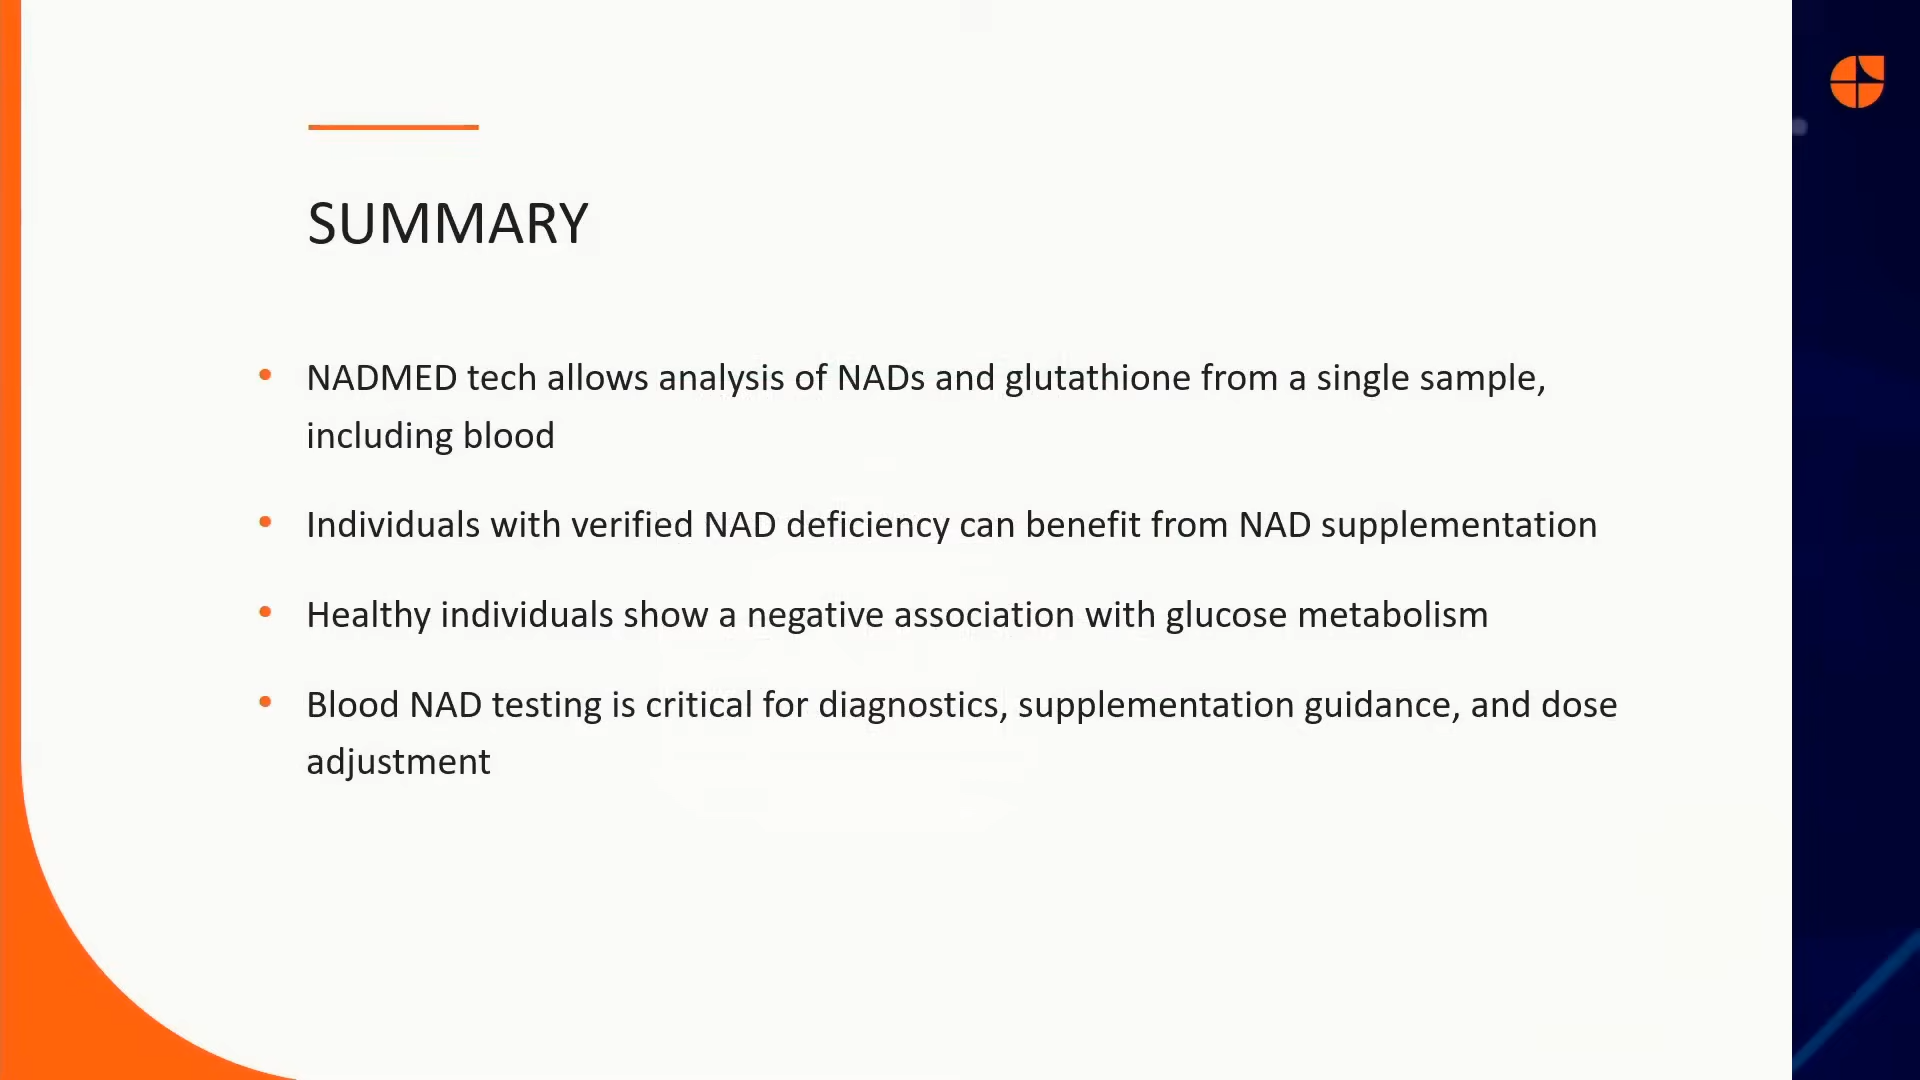 SUMMARY
• NADMED tech allows analysis of NADs and glutathione from a single sample,
including blood
• Individuals with verified NAD deficiency can benefit from NAD supplementation
• Healthy individuals show a negative association with glucose metabolism
• Blood NAD testing is critical for diagnostics, supplementation guidance, and dose
adjustment